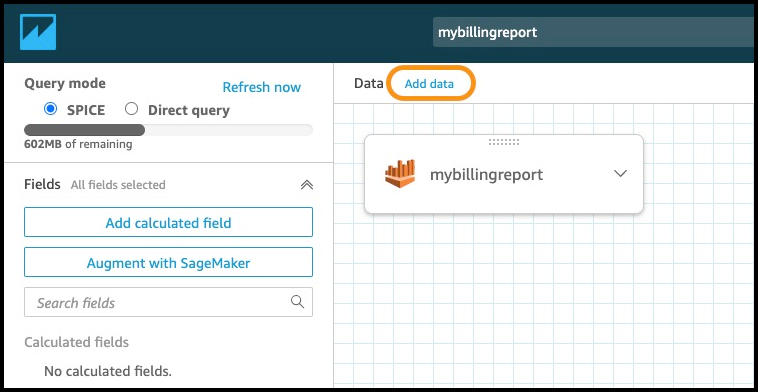 mybillingreport
Query mode
Refresh now
SPICE
Direct query
602MB of remaining
Fields
All fields selected
Add calculated field
Augment with SageMaker
Search fields
Calculated fields
No calculated fields.
Data
Add data
mybillingreport